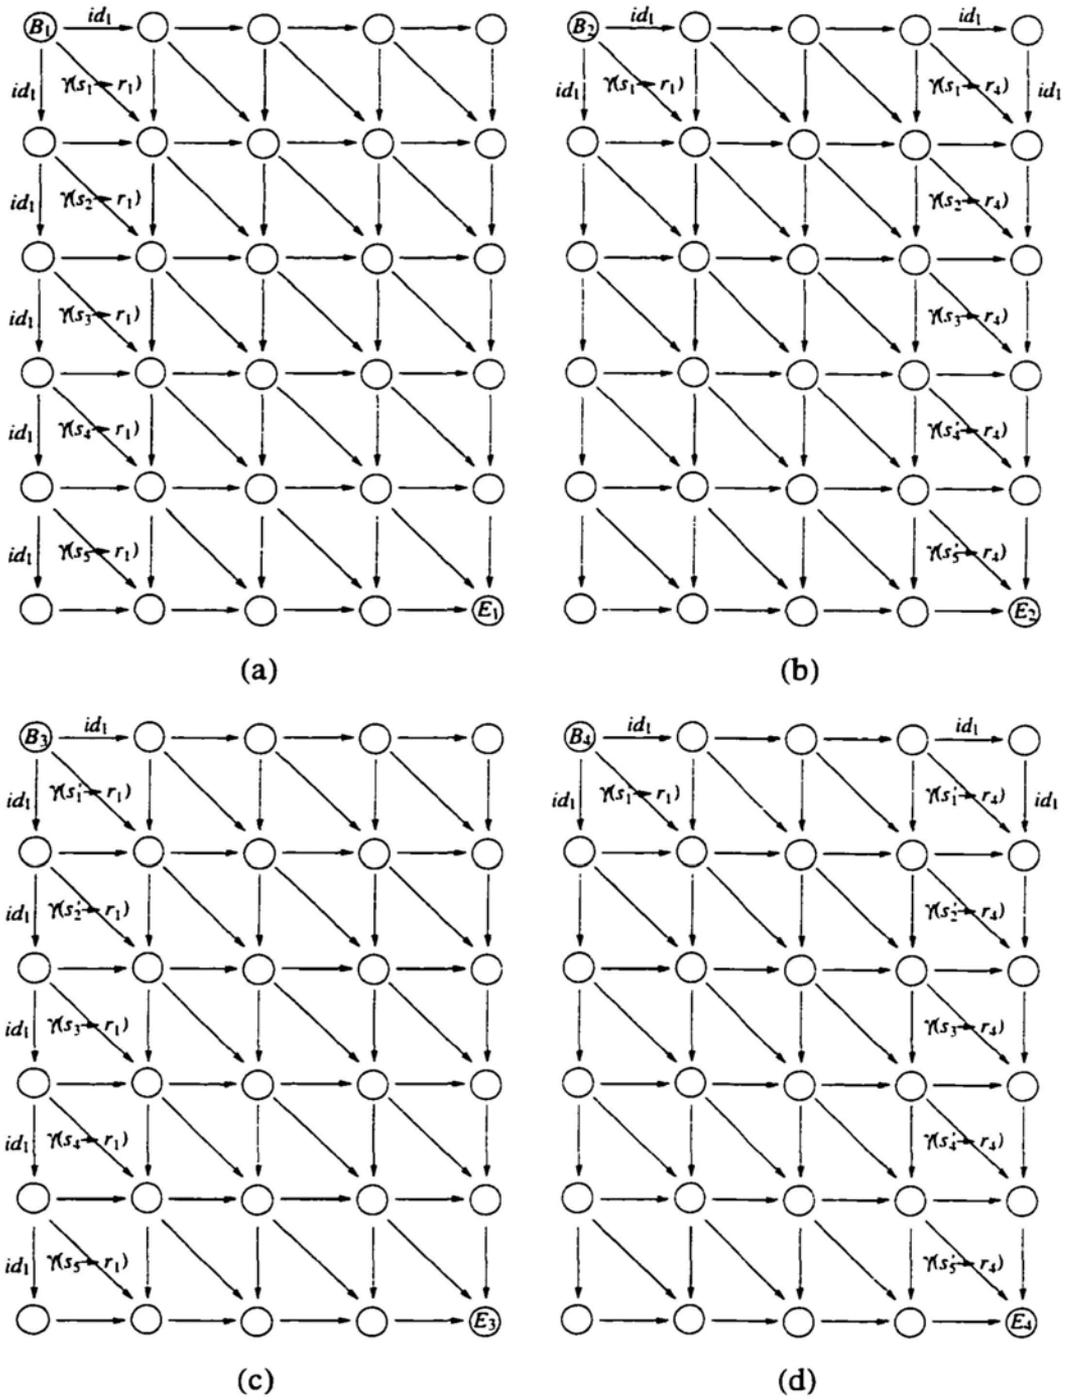 B₁ id₁
id₁ γ(s₁→r₁)
id₁ γ(s₂→r₁)
id₁ γ(s₃→r₁)
id₁ γ(s₄→r₁)
id₁ γ(s₅→r₁)
E₁
(a)
B₂ id₁ id₁
id₁ γ(s₁→r₁) γ(s₁→r₄) id₁
γ(s₂→r₄)
γ(s₃→r₄)
γ(s₄'→r₄)
γ(s₅'→r₄)
E₂
(b)
B₃ id₁
id₁ γ(s₁'→r₁)
id₁ γ(s₂'→r₁)
id₁ γ(s₃→r₁)
id₁ γ(s₄→r₁)
id₁ γ(s₅→r₁)
E₃
(c)
B₄ id₁ id₁
id₁ γ(s₁'→r₁) γ(s₁'→r₄) id₁
γ(s₂'→r₄)
γ(s₃→r₄)
γ(s₄'→r₄)
γ(s₅'→r₄)
E₄
(d)